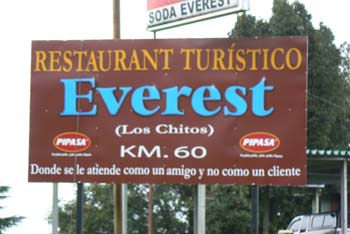 SODA EVEREST
RESTAURANT TURÍSTICO
Everest
(Los Chitos)
PIPASA
PIPASA
KM. 60
Donde se le atiende como un amigo y no como un cliente